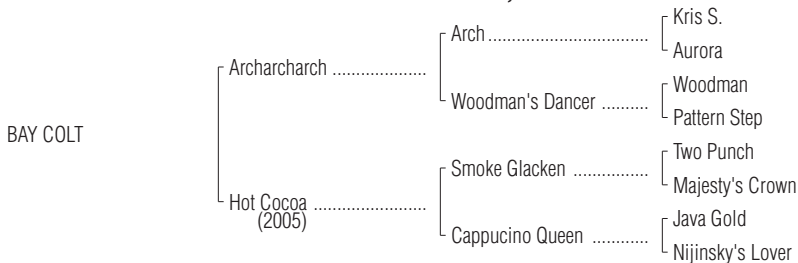 Kris S.
Arch ..................................
Aurora
Archarcharch ....................
Woodman
Woodman's Dancer ..........
Pattern Step
BAY COLT
Two Punch
Smoke Glacken ................
Majesty's Crown
Hot Cocoa ........................
(2005)
Java Gold
Cappucino Queen ............
Nijinsky's Lover